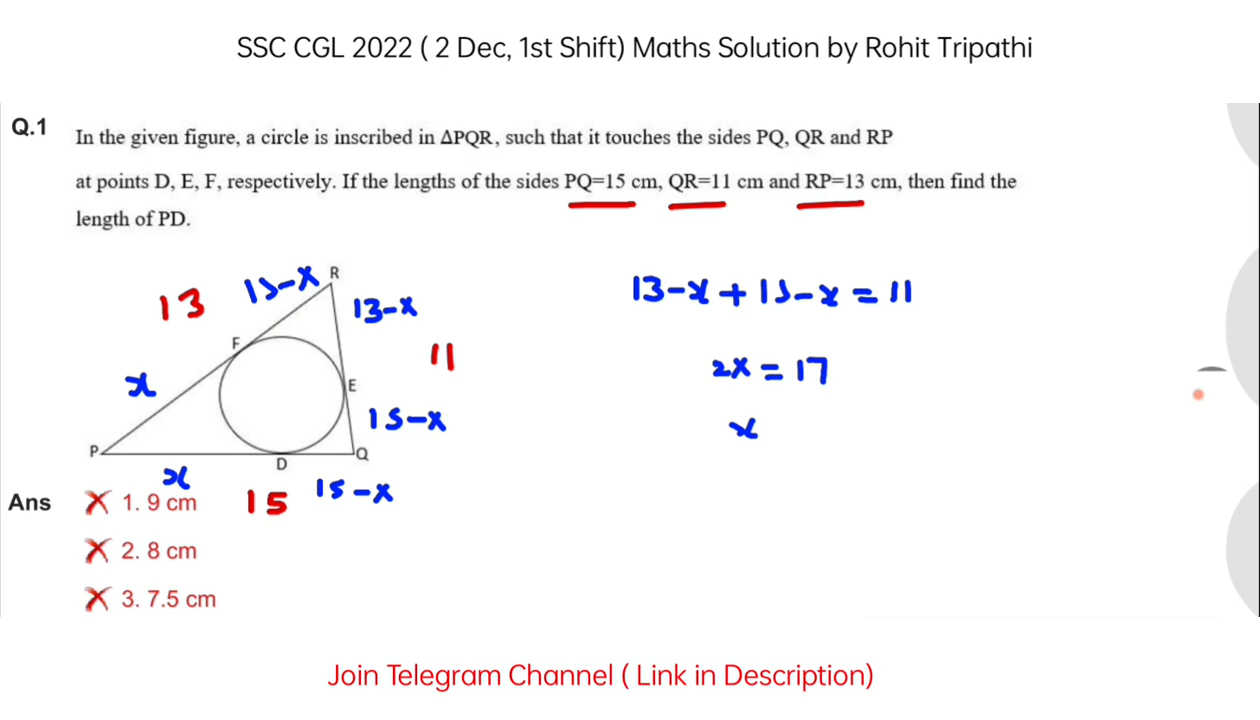 SSC CGL 2022 ( 2 Dec, 1st Shift) Maths Solution by Rohit Tripathi
Q.1
In the given figure, a circle is inscribed in ΔPQR, such that it touches the sides PQ, QR and RP
at points D, E, F, respectively. If the lengths of the sides PQ=15 cm, QR=11 cm and RP=13 cm, then find the
length of PD.
R
13
13-x
13-x
13-x+15-x=11
F
11
2x=17
x
E
15-x
x
P
Q
D
x
15
15-x
Ans
X 1. 9 cm
X 2. 8 cm
X 3. 7.5 cm
Join Telegram Channel ( Link in Description)